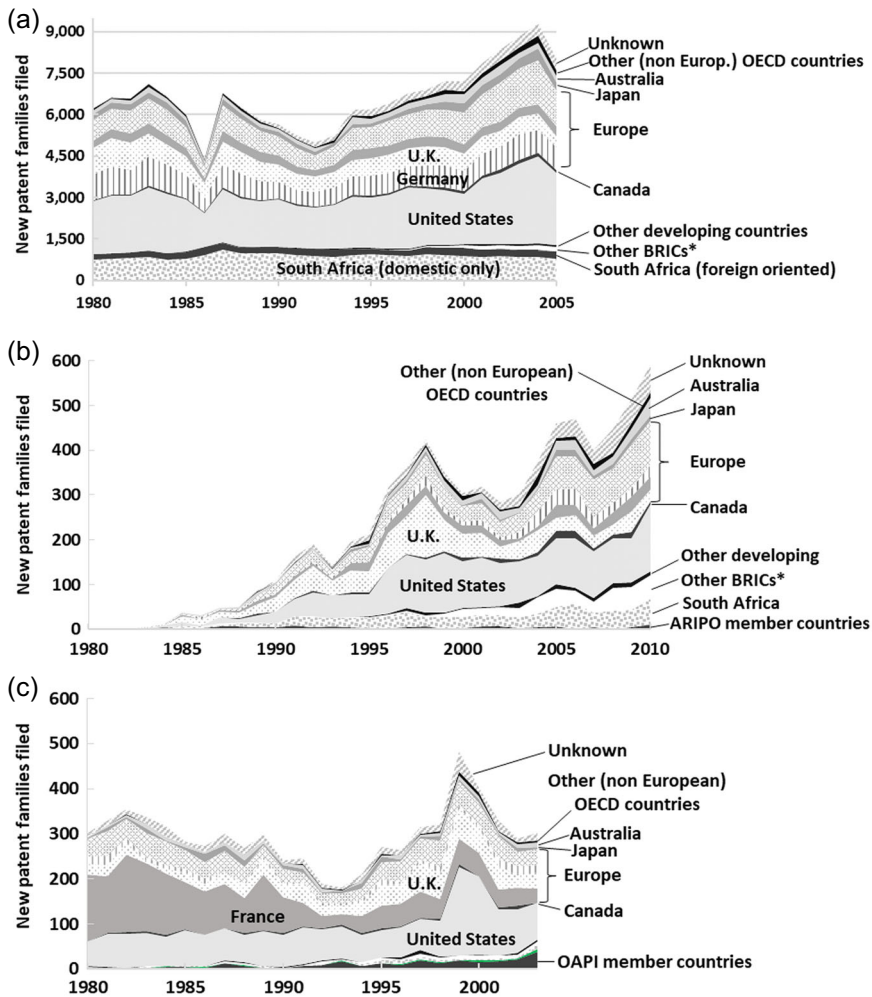 (a)
New patent families filed
9,000
7,500
6,000
4,500
3,000
1,500
0
1980
1985
1990
1995
2000
2005
U.K.
Germany
United States
South Africa (domestic only)
Unknown
Other (non Europ.) OECD countries
Australia
Japan
Europe
Canada
Other developing countries
Other BRICs*
South Africa (foreign oriented)
(b)
New patent families filed
600
500
400
300
200
100
0
1980
1985
1990
1995
2000
2005
2010
Other (non European)
OECD countries
U.K.
United States
Unknown
Australia
Japan
Europe
Canada
Other developing
Other BRICs*
South Africa
ARIPO member countries
(c)
New patent families filed
600
500
400
300
200
100
0
1980
1985
1990
1995
2000
France
U.K.
United States
Unknown
Other (non European)
OECD countries
Australia
Japan
Europe
Canada
OAPI member countries